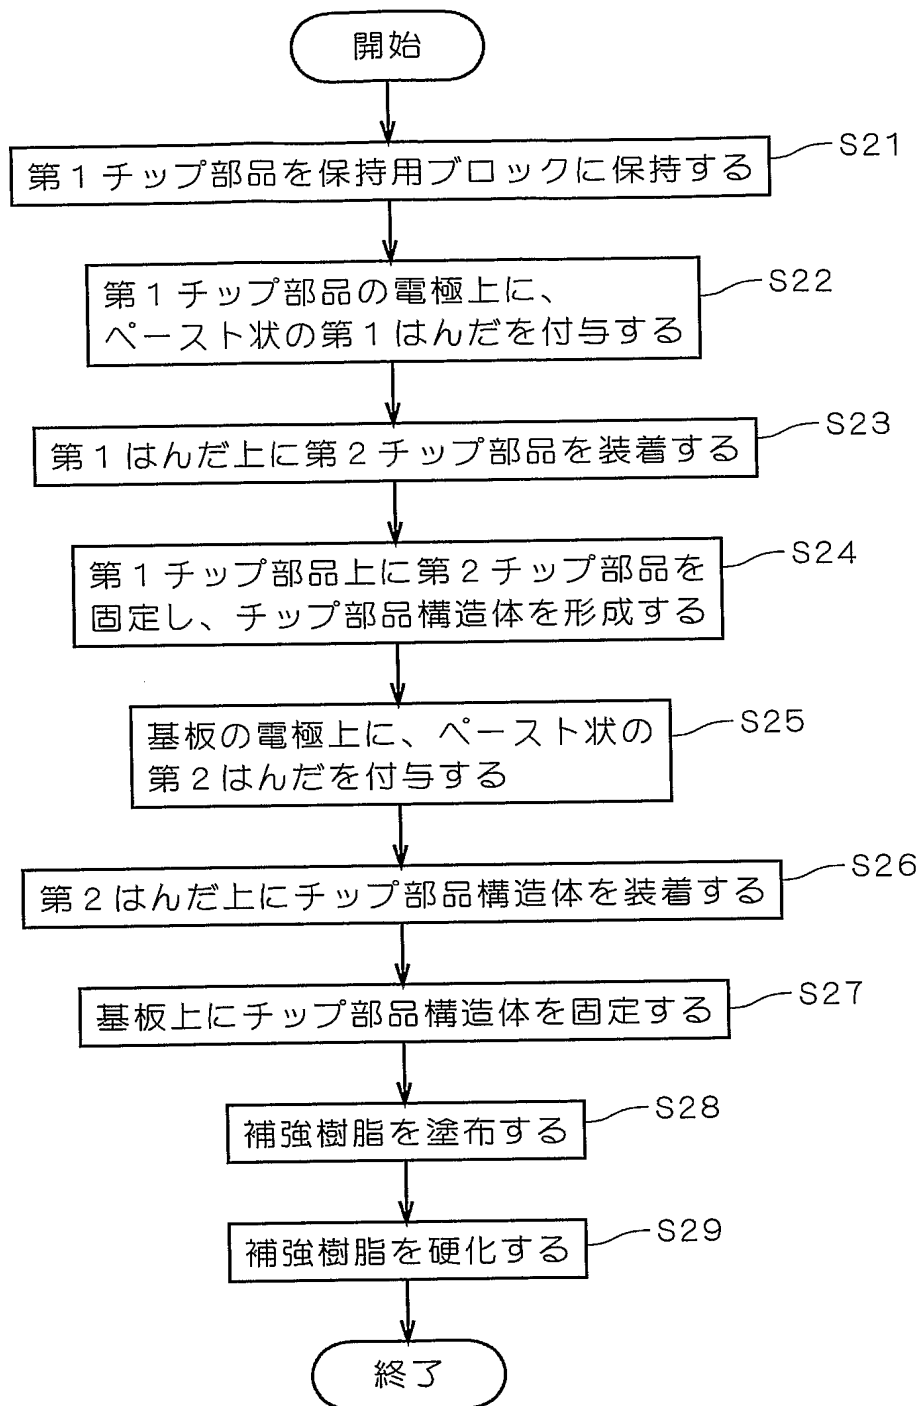 開始
第1チップ部品を保持用ブロックに保持する
S21
第1チップ部品の電極上に、
ペースト状の第1はんだを付与する
S22
第1はんだ上に第2チップ部品を装着する
S23
第1チップ部品上に第2チップ部品を
固定し、チップ部品構造体を形成する
S24
基板の電極上に、ペースト状の
第2はんだを付与する
S25
第2はんだ上にチップ部品構造体を装着する
S26
基板上にチップ部品構造体を固定する
S27
補強樹脂を塗布する
S28
補強樹脂を硬化する
S29
終了